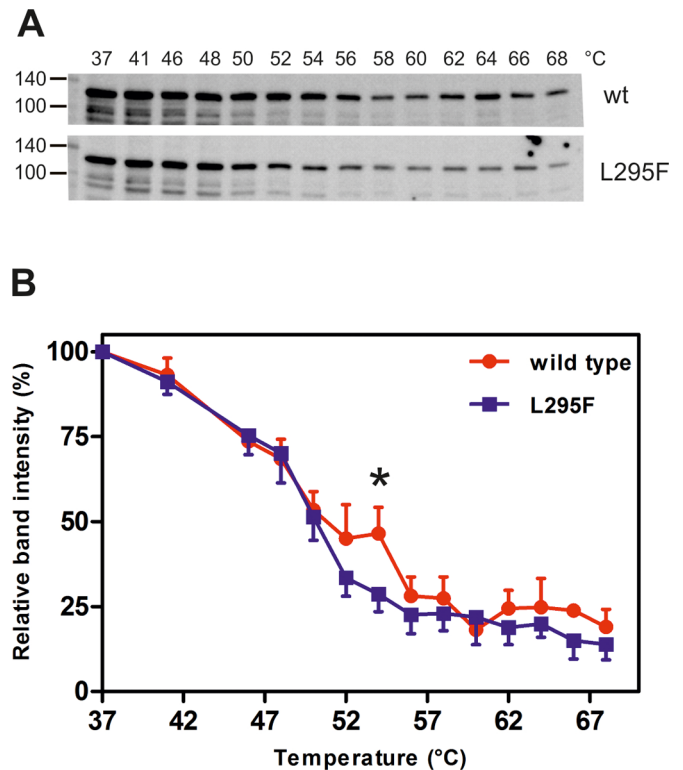 A
37 41 46 48 50 52 54 56 58 60 62 64 66 68 °C
140
100
wt
140
100
L295F
B
*
wild type
L295F
Relative band intensity (%)
100
75
50
25
0
37 42 47 52 57 62 67
Temperature (°C)